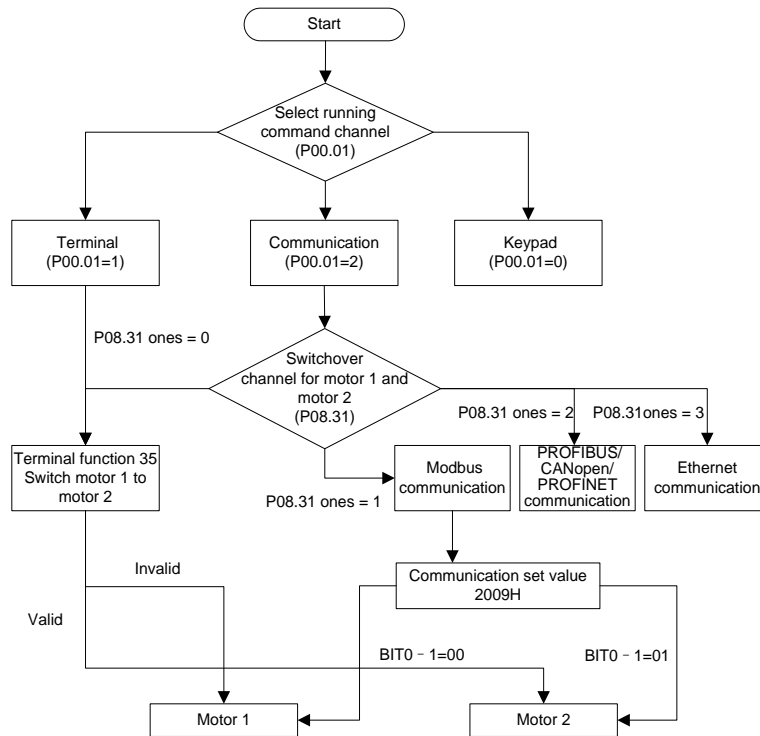 Start
Select running
command channel
(P00.01)
Terminal
(P00.01=1)
Communication
(P00.01=2)
Keypad
(P00.01=0)
P08.31 ones = 0
Switchover
channel for motor 1 and
motor 2
(P08.31)
P08.31 ones = 2
P08.31ones = 3
Terminal function 35
Switch motor 1 to
motor 2
P08.31 ones = 1
Modbus
communication
PROFIBUS/
CANopen/
PROFINET
communication
Ethernet
communication
Invalid
Communication set value
2009H
Valid
BIT0－1=00
BIT0－1=01
Motor 1
Motor 2